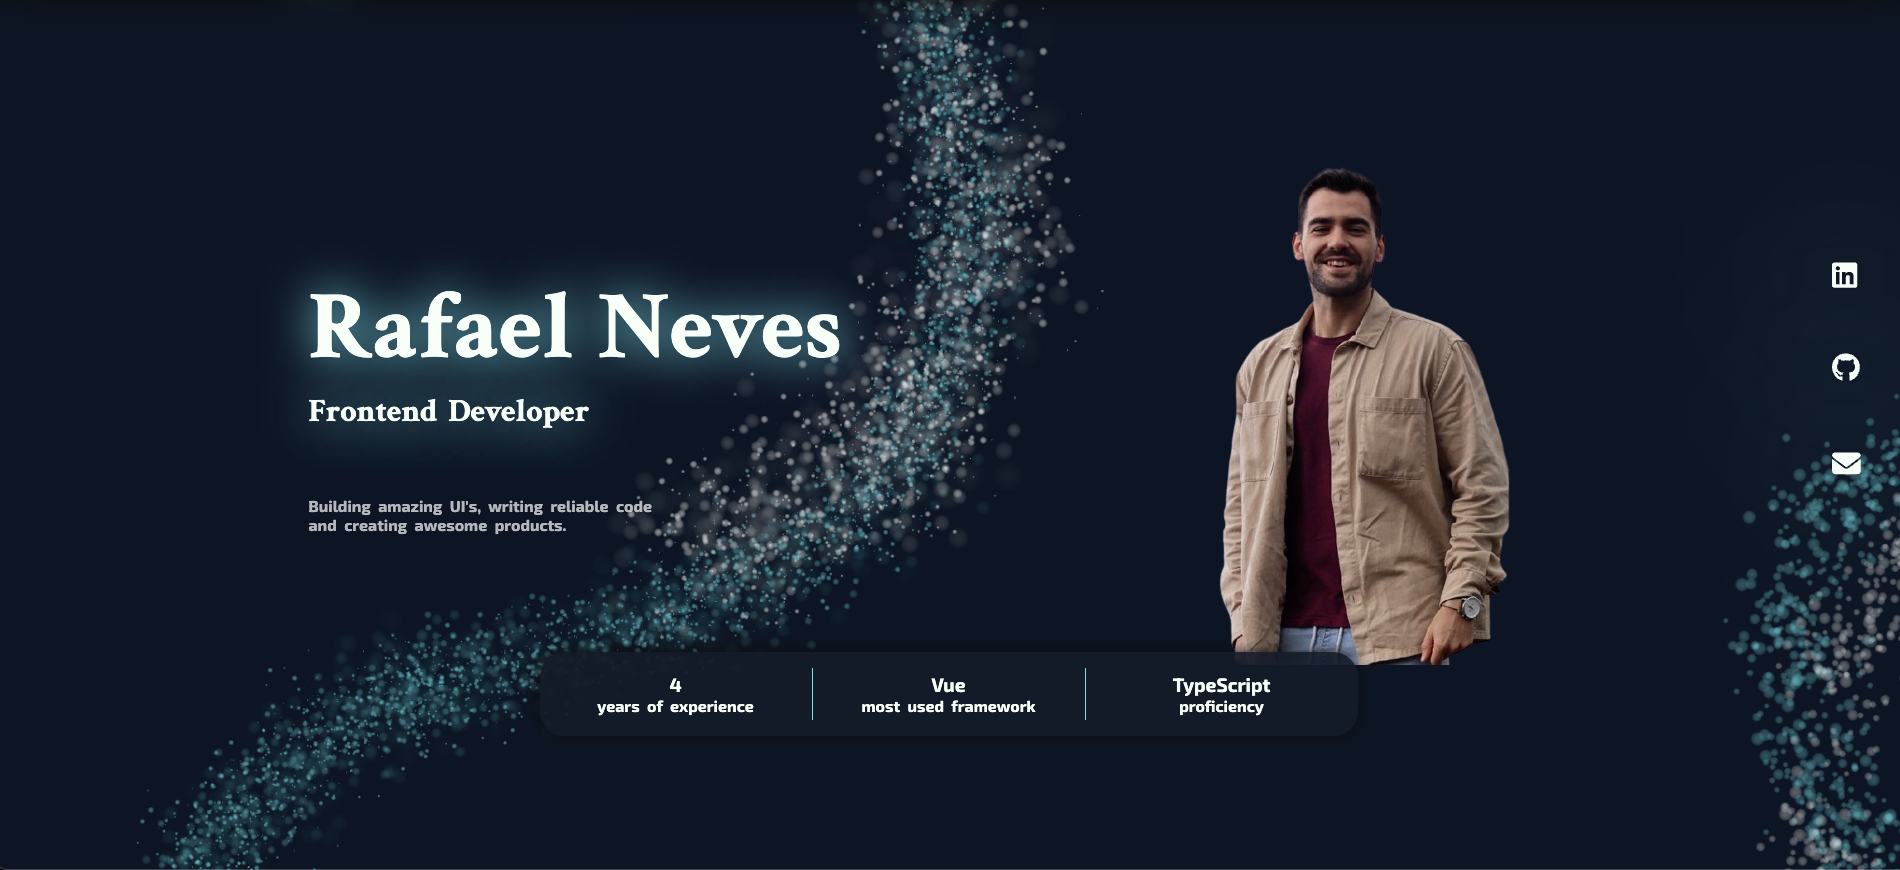 Rafael Neves
Frontend Developer
Building amazing UI's, writing reliable code
and creating awesome products.
4
years of experience
Vue
most used framework
TypeScript
proficiency
in